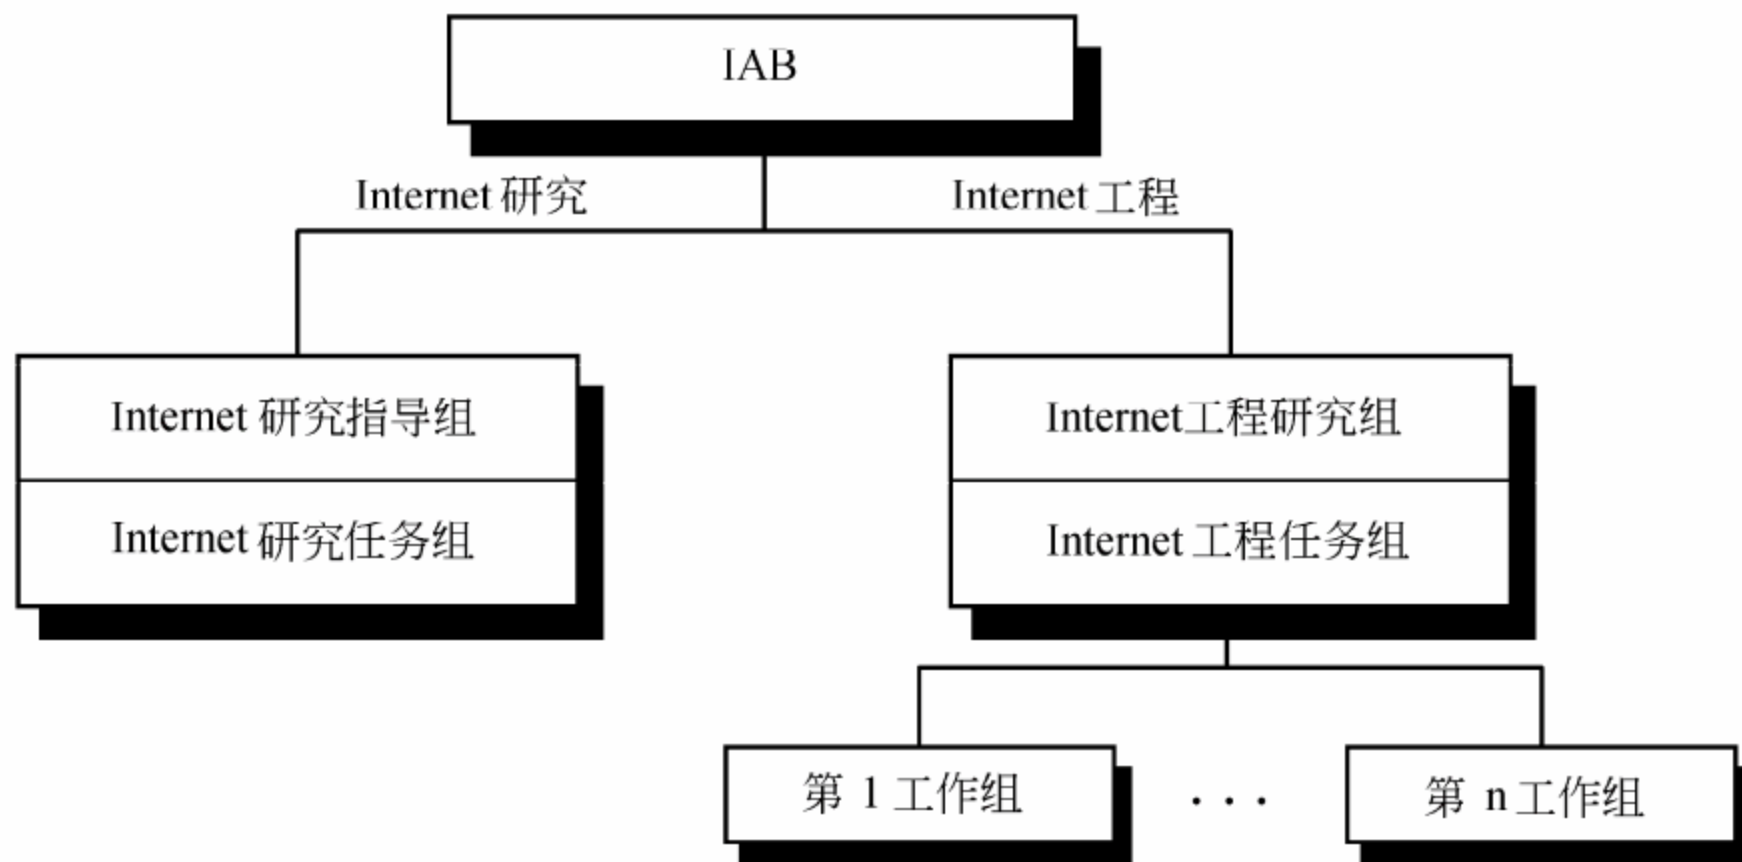 IAB
Internet 研究
Internet 工程
Internet 研究指导组
Internet工程研究组
Internet 研究任务组
Internet 工程任务组
第 1 工作组
· · ·
第 n 工作组